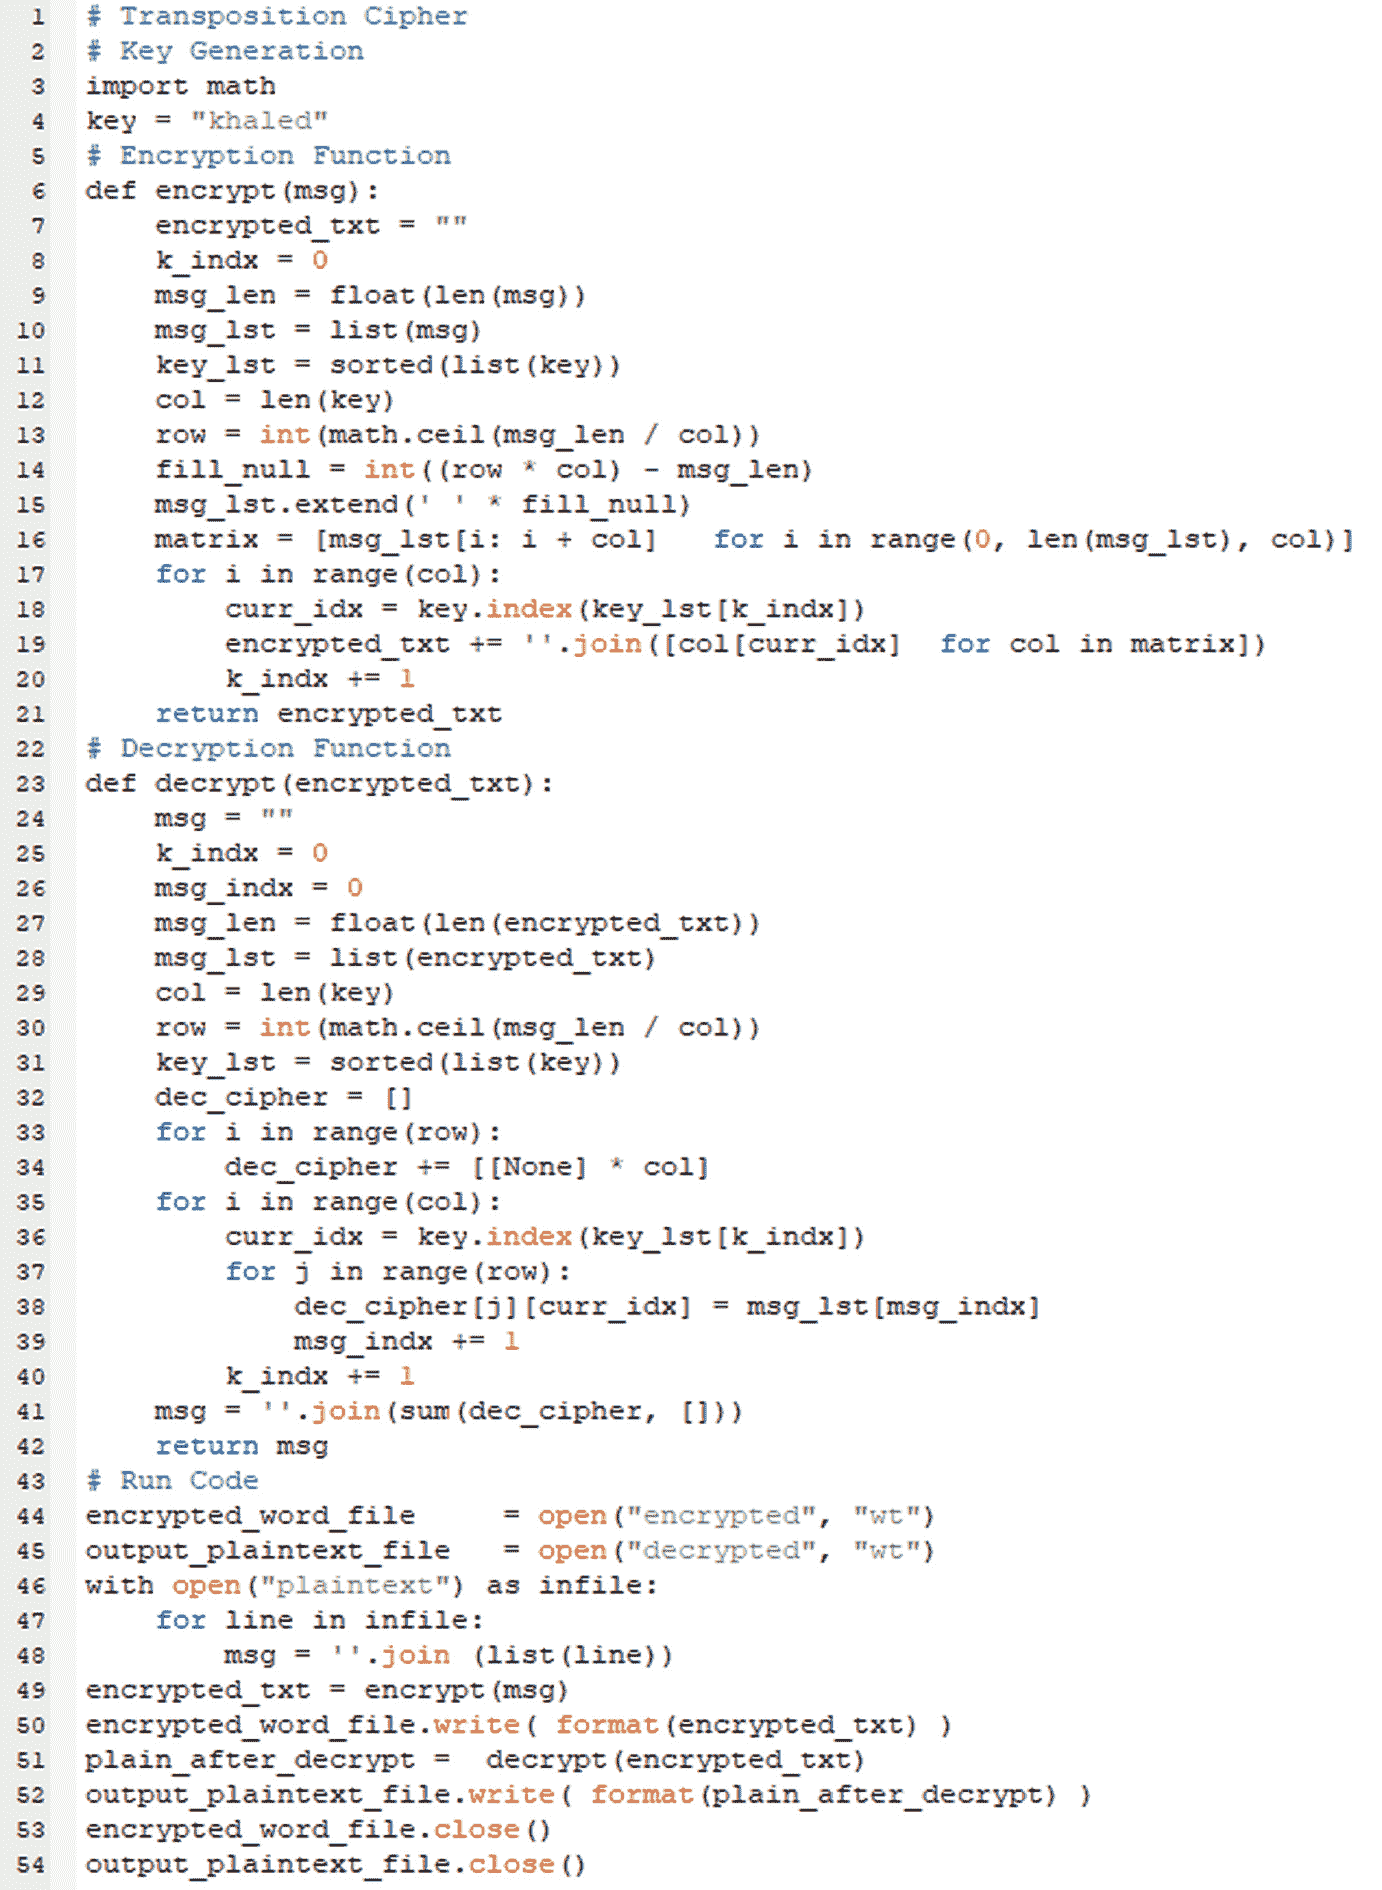 1 # Transposition Cipher
2 # Key Generation
3 import math
4 key = "khaled"
5 # Encryption Function
6 def encrypt(msg):
7     encrypted_txt = ""
8     k_indx = 0
9     msg_len = float(len(msg))
10     msg_lst = list(msg)
11     key_lst = sorted(list(key))
12     col = len(key)
13     row = int(math.ceil(msg_len / col))
14     fill_null = int((row * col) - msg_len)
15     msg_lst.extend(' ' * fill_null)
16     matrix = [msg_lst[i: i + col]   for i in range(0, len(msg_lst), col)]
17     for i in range(col):
18         curr_idx = key.index(key_lst[k_indx])
19         encrypted_txt += ''.join([col[curr_idx]  for col in matrix])
20         k_indx += 1
21     return encrypted_txt
22 # Decryption Function
23 def decrypt(encrypted_txt):
24     msg = ""
25     k_indx = 0
26     msg_indx = 0
27     msg_len = float(len(encrypted_txt))
28     msg_lst = list(encrypted_txt)
29     col = len(key)
30     row = int(math.ceil(msg_len / col))
31     key_lst = sorted(list(key))
32     dec_cipher = []
33     for i in range(row):
34         dec_cipher += [[None] * col]
35     for i in range(col):
36         curr_idx = key.index(key_lst[k_indx])
37         for j in range(row):
38             dec_cipher[j][curr_idx] = msg_lst[msg_indx]
39             msg_indx += 1
40         k_indx += 1
41     msg = ''.join(sum(dec_cipher, []))
42     return msg
43 # Run Code
44 encrypted_word_file     = open("encrypted", "wt")
45 output_plaintext_file   = open("decrypted", "wt")
46 with open("plaintext") as infile:
47     for line in infile:
48         msg = ''.join (list(line))
49 encrypted_txt = encrypt(msg)
50 encrypted_word_file.write( format(encrypted_txt) )
51 plain_after_decrypt =  decrypt(encrypted_txt)
52 output_plaintext_file.write( format(plain_after_decrypt) )
53 encrypted_word_file.close()
54 output_plaintext_file.close()